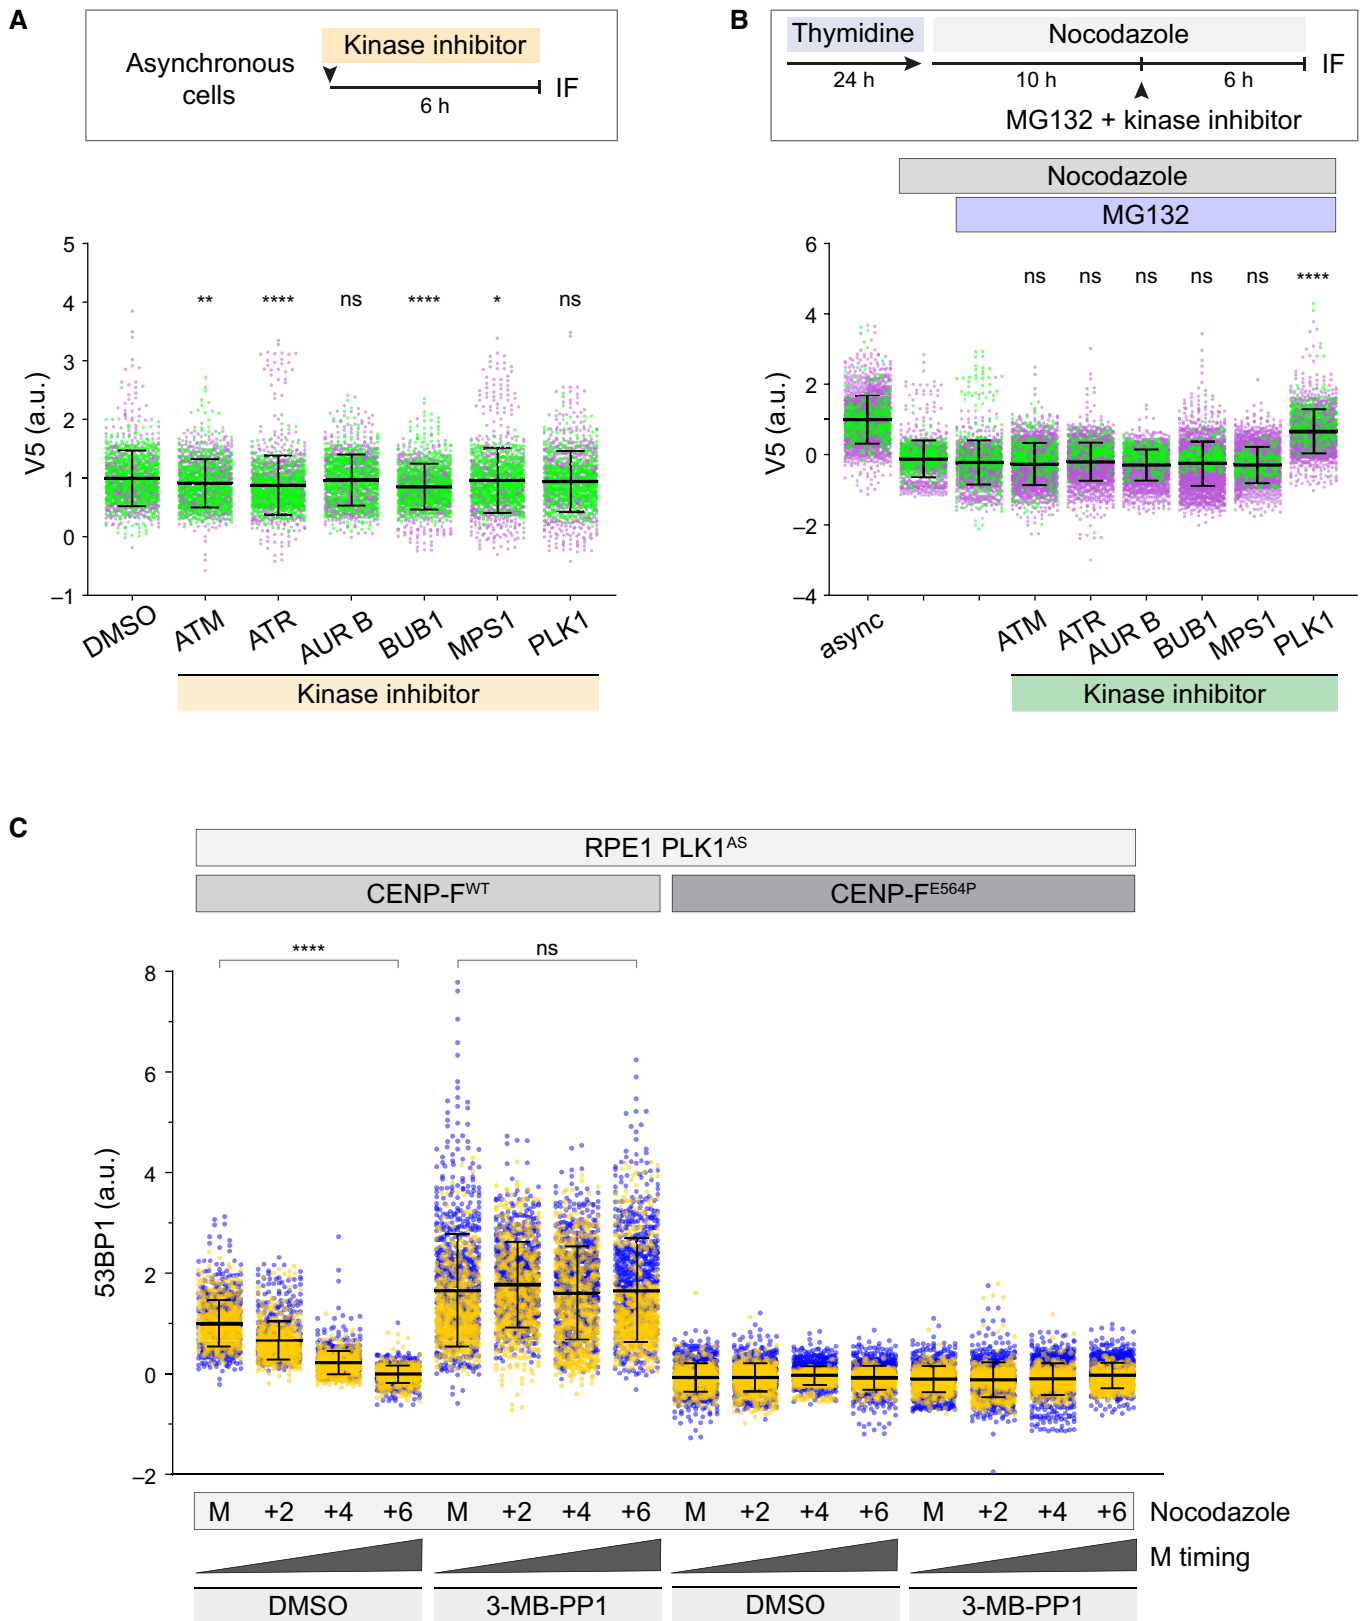 A
Kinase inhibitor
Asynchronous
cells
6 h
IF
5
4
3
2
1
0
–1
V5 (a.u.)
**
****
ns
****
*
ns
DMSO
ATM
ATR
AUR B
BUB1
MPS1
PLK1
Kinase inhibitor
B
Thymidine
Nocodazole
24 h
10 h
6 h
IF
MG132 + kinase inhibitor
Nocodazole
MG132
6
4
2
0
–2
–4
V5 (a.u.)
ns
ns
ns
ns
ns
****
async
ATM
ATR
AUR B
BUB1
MPS1
PLK1
Kinase inhibitor
C
RPE1 PLK1AS
CENP-FWT
CENP-FE564P
****
ns
8
6
4
2
0
–2
53BP1 (a.u.)
M +2 +4 +6 M +2 +4 +6 M +2 +4 +6 M +2 +4 +6 Nocodazole
M timing
DMSO
3-MB-PP1
DMSO
3-MB-PP1